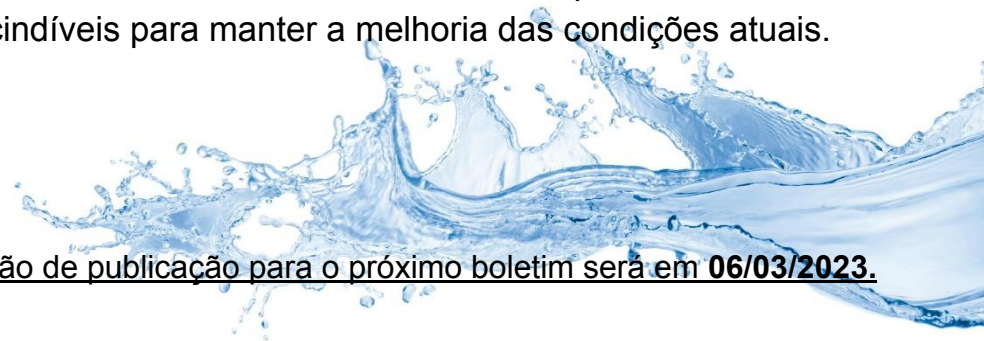 cindíveis para manter a melhoria das condições atuais.
ão de publicação para o próximo boletim será em 06/03/2023.